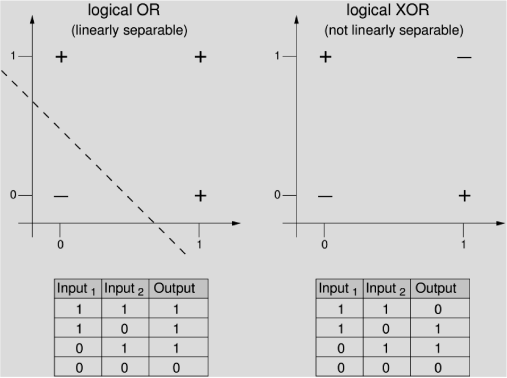 logical OR
(linearly separable)
1
+ +
0
— +
0 1
Input 1 Input 2 Output
1 1 1
1 0 1
0 1 1
0 0 0
logical XOR
(not linearly separable)
1
+ —
0
— +
0 1
Input 1 Input 2 Output
1 1 0
1 0 1
0 1 1
0 0 0